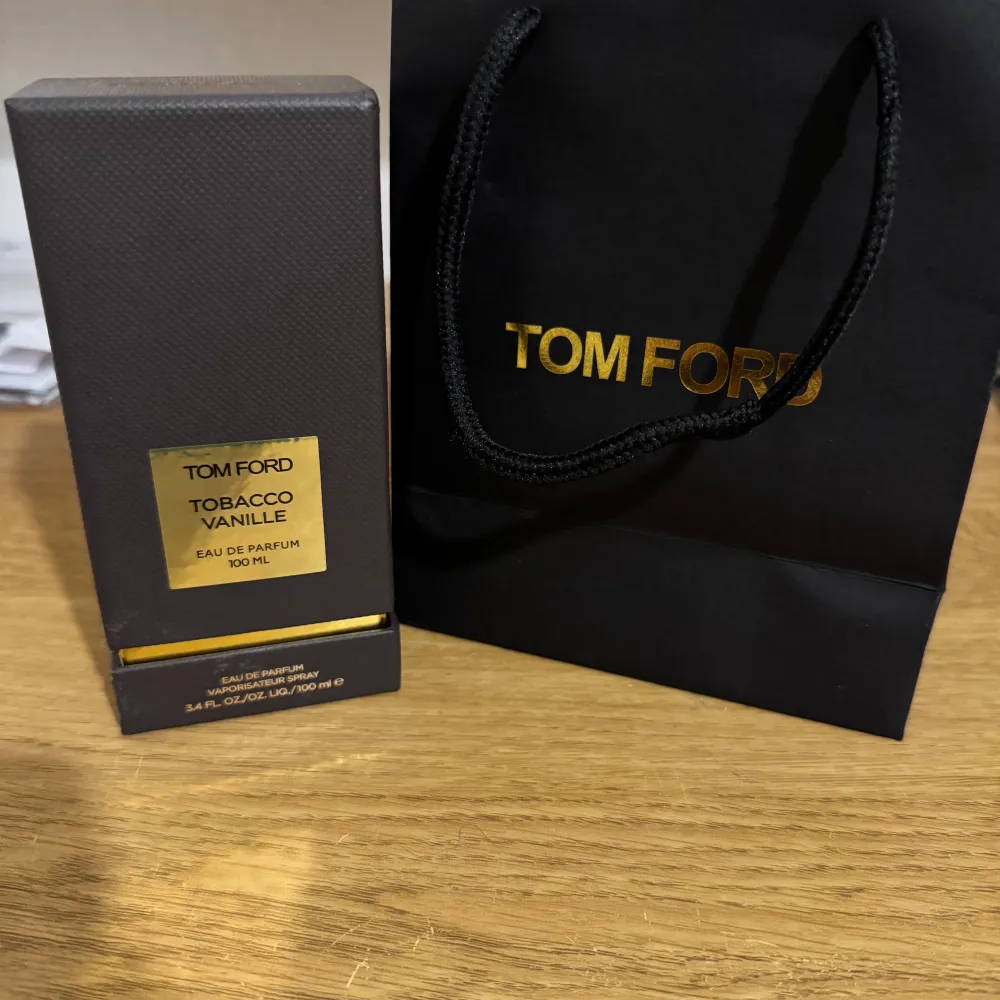 TOM FORD
TOBACCO
VANILLE
EAU DE PARFUM
100 ML
EAU DE PARFUM
VAPORISATEUR SPRAY
3.4 FL. OZ./OZ. LIQ./100 ml ℮
TOM FORD